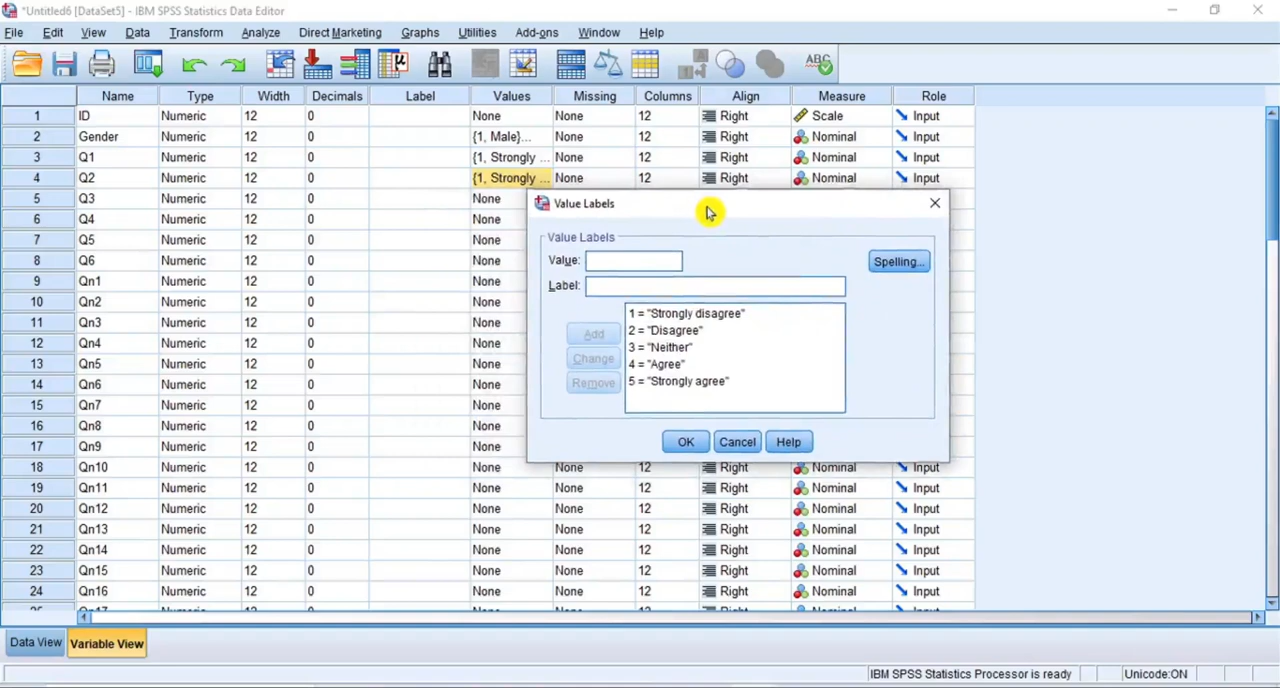 *Untitled6 [DataSet5] - IBM SPSS Statistics Data Editor
File Edit View Data Transform Analyze Direct Marketing Graphs Utilities Add-ons Window Help
ABC
Name Type Width Decimals Label Values Missing Columns Align Measure Role
1 ID Numeric 12 0 None None 12 Right Scale Input
2 Gender Numeric 12 0 {1, Male}... None 12 Right Nominal Input
3 Q1 Numeric 12 0 {1, Strongly ... None 12 Right Nominal Input
4 Q2 Numeric 12 0 {1, Strongly ... None 12 Right Nominal Input
5 Q3 Numeric 12 0 None
6 Q4 Numeric 12 0 None
7 Q5 Numeric 12 0 None
8 Q6 Numeric 12 0 None
9 Qn1 Numeric 12 0 None
10 Qn2 Numeric 12 0 None
11 Qn3 Numeric 12 0 None
12 Qn4 Numeric 12 0 None
13 Qn5 Numeric 12 0 None
14 Qn6 Numeric 12 0 None
15 Qn7 Numeric 12 0 None
16 Qn8 Numeric 12 0 None
17 Qn9 Numeric 12 0 None
18 Qn10 Numeric 12 0 None None 12 Right Nominal Input
19 Qn11 Numeric 12 0 None None 12 Right Nominal Input
20 Qn12 Numeric 12 0 None None 12 Right Nominal Input
21 Qn13 Numeric 12 0 None None 12 Right Nominal Input
22 Qn14 Numeric 12 0 None None 12 Right Nominal Input
23 Qn15 Numeric 12 0 None None 12 Right Nominal Input
24 Qn16 Numeric 12 0 None None 12 Right Nominal Input
Value Labels
Value Labels
Value: Spelling...
Label:
Add
Change
Remove
1 = "Strongly disagree"
2 = "Disagree"
3 = "Neither"
4 = "Agree"
5 = "Strongly agree"
OK Cancel Help
Data View Variable View
IBM SPSS Statistics Processor is ready Unicode:ON